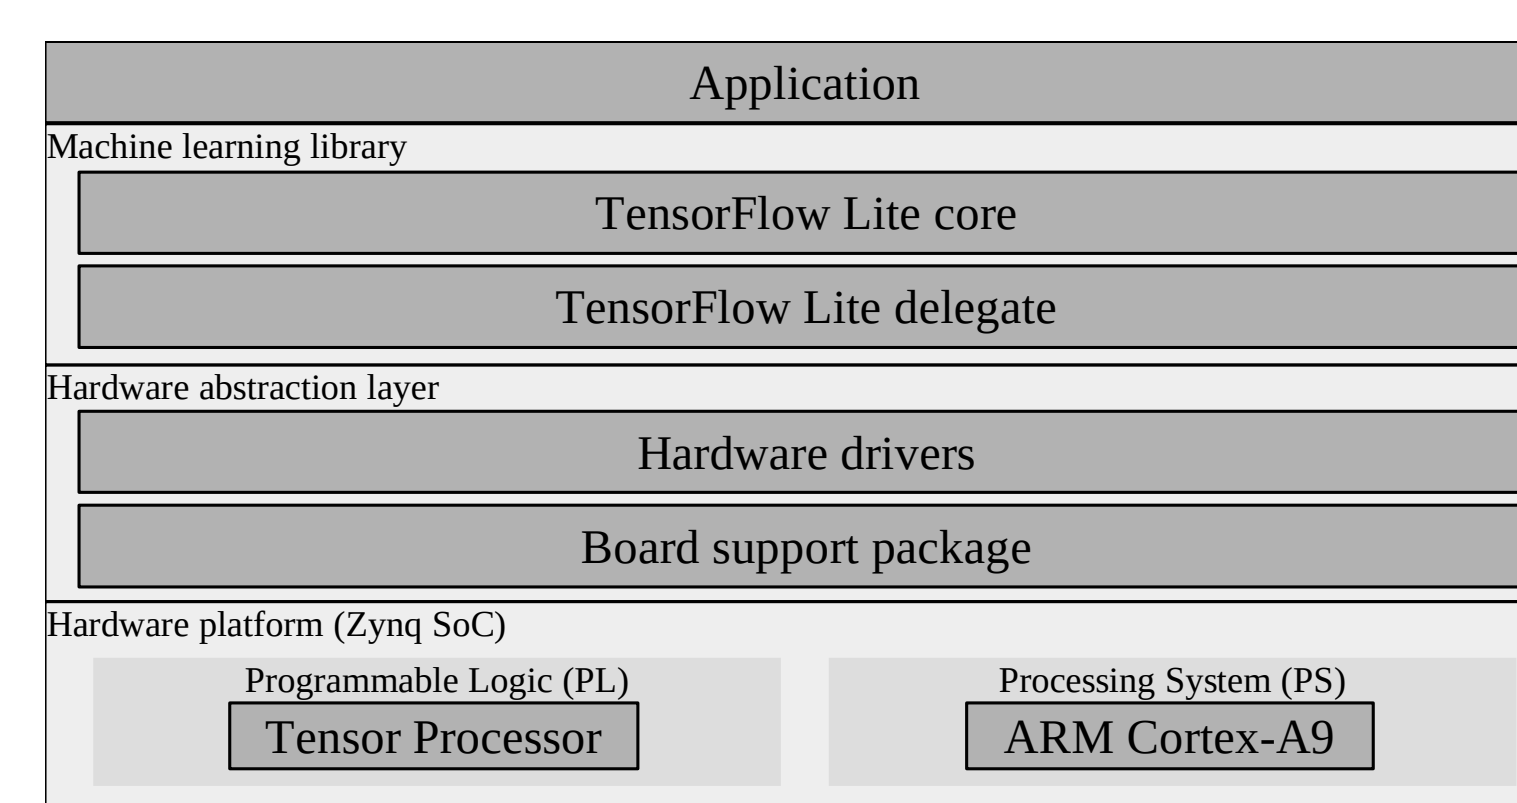 Application
Machine learning library
TensorFlow Lite core
TensorFlow Lite delegate
Hardware abstraction layer
Hardware drivers
Board support package
Hardware platform (Zynq SoC)
Programmable Logic (PL)
Tensor Processor
Processing System (PS)
ARM Cortex-A9